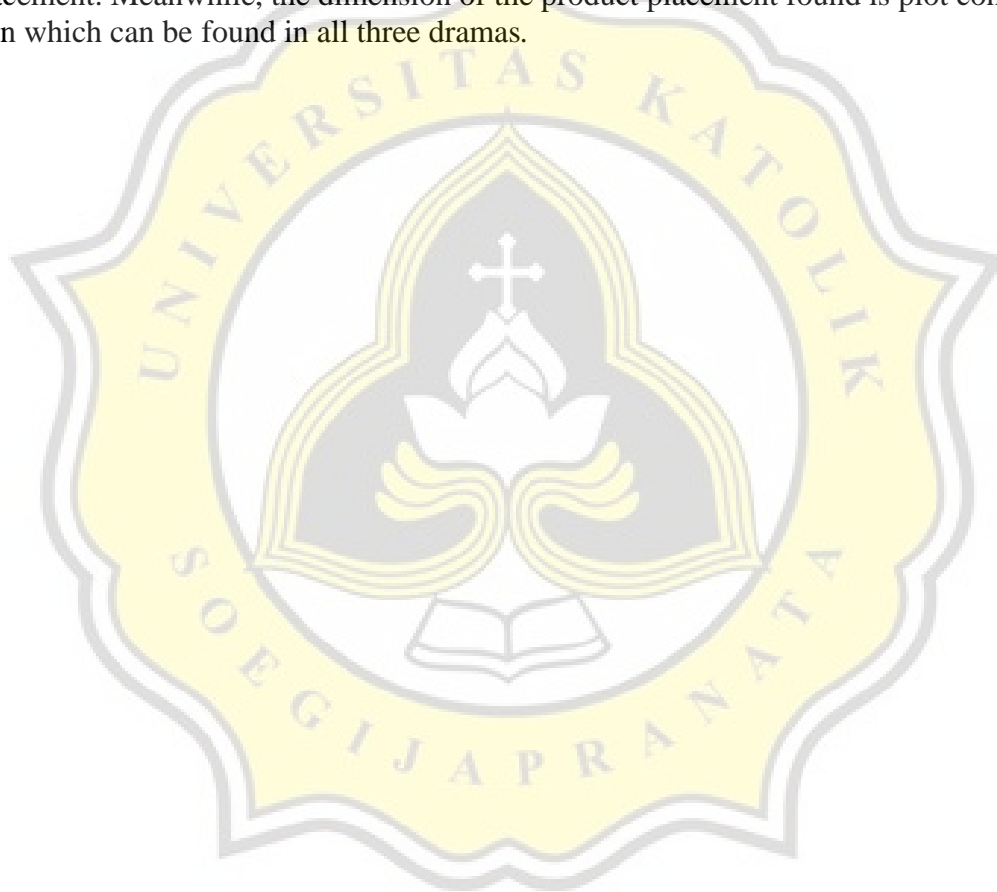 cement. Meanwhile, the dimension of the product placement found is plot con
n which can be found in all three dramas.
UNIVERSITAS KATOLIK
SOEGIJAPRANATA